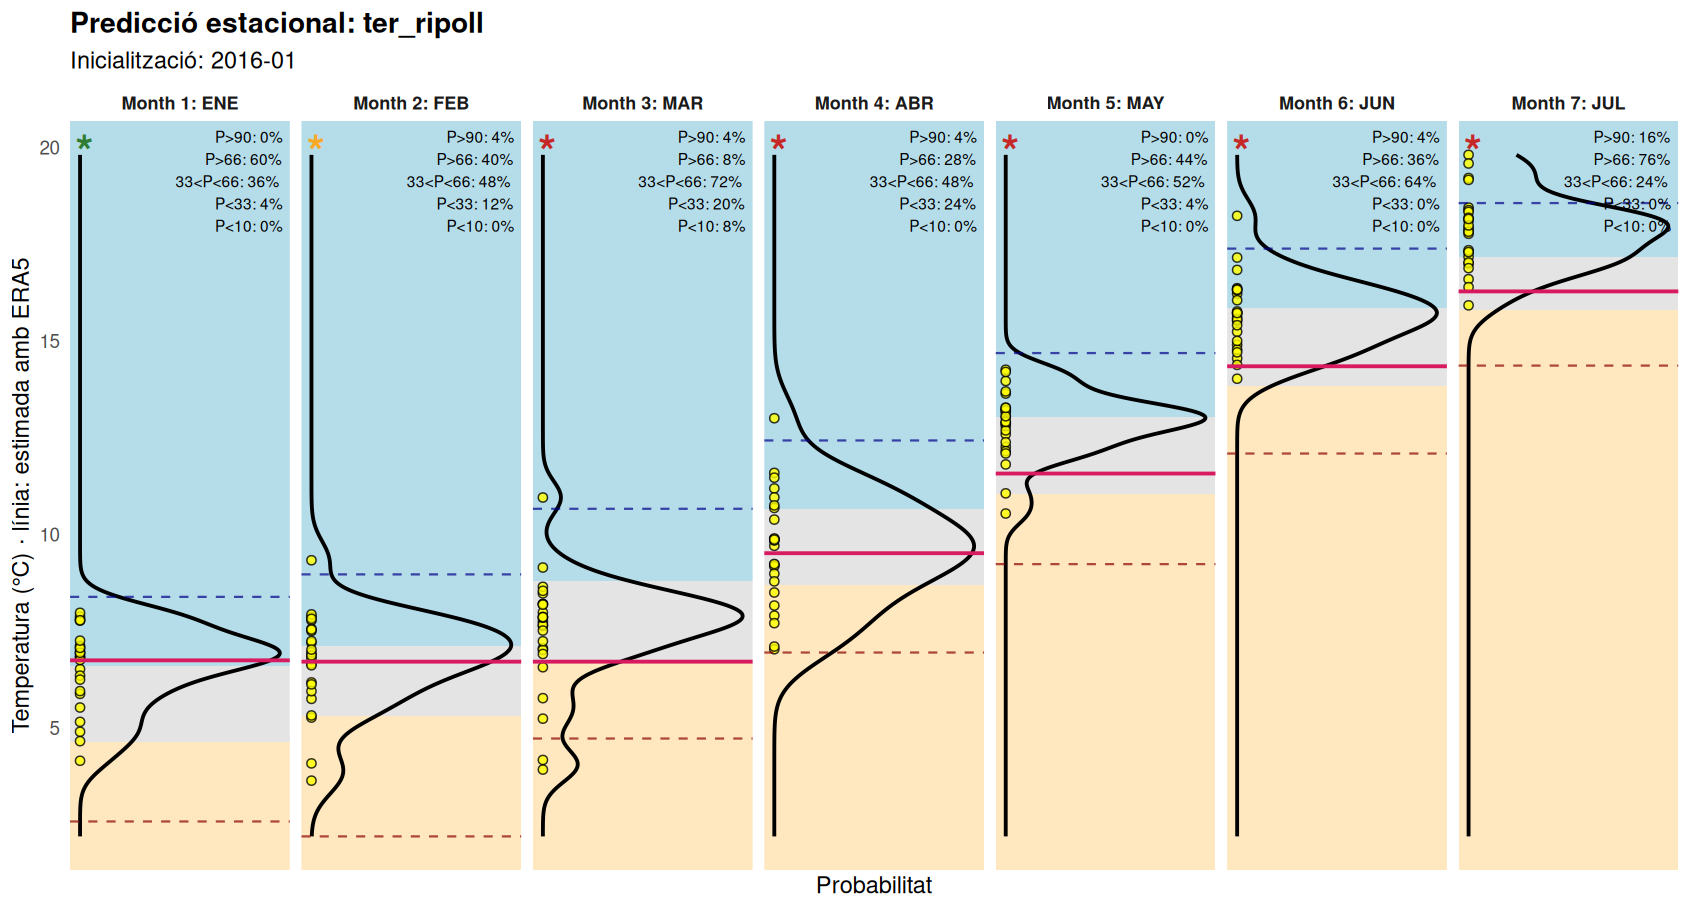 Predicció estacional: ter_ripoll
Inicialització: 2016-01
Month 1: ENE
Month 2: FEB
Month 3: MAR
Month 4: ABR
Month 5: MAY
Month 6: JUN
Month 7: JUL
P>90: 0%
P>66: 60%
33<P<66: 36%
P<33: 4%
P<10: 0%
P>90: 4%
P>66: 40%
33<P<66: 48%
P<33: 12%
P<10: 0%
P>90: 4%
P>66: 8%
33<P<66: 72%
P<33: 20%
P<10: 8%
P>90: 4%
P>66: 28%
33<P<66: 48%
P<33: 24%
P<10: 0%
P>90: 0%
P>66: 44%
33<P<66: 52%
P<33: 4%
P<10: 0%
P>90: 4%
P>66: 36%
33<P<66: 64%
P<33: 0%
P<10: 0%
P>90: 16%
P>66: 76%
33<P<66: 24%
P<33: 0%
P<10: 0%
20
15
10
5
Temperatura (°C) · línia: estimada amb ERA5
Probabilitat